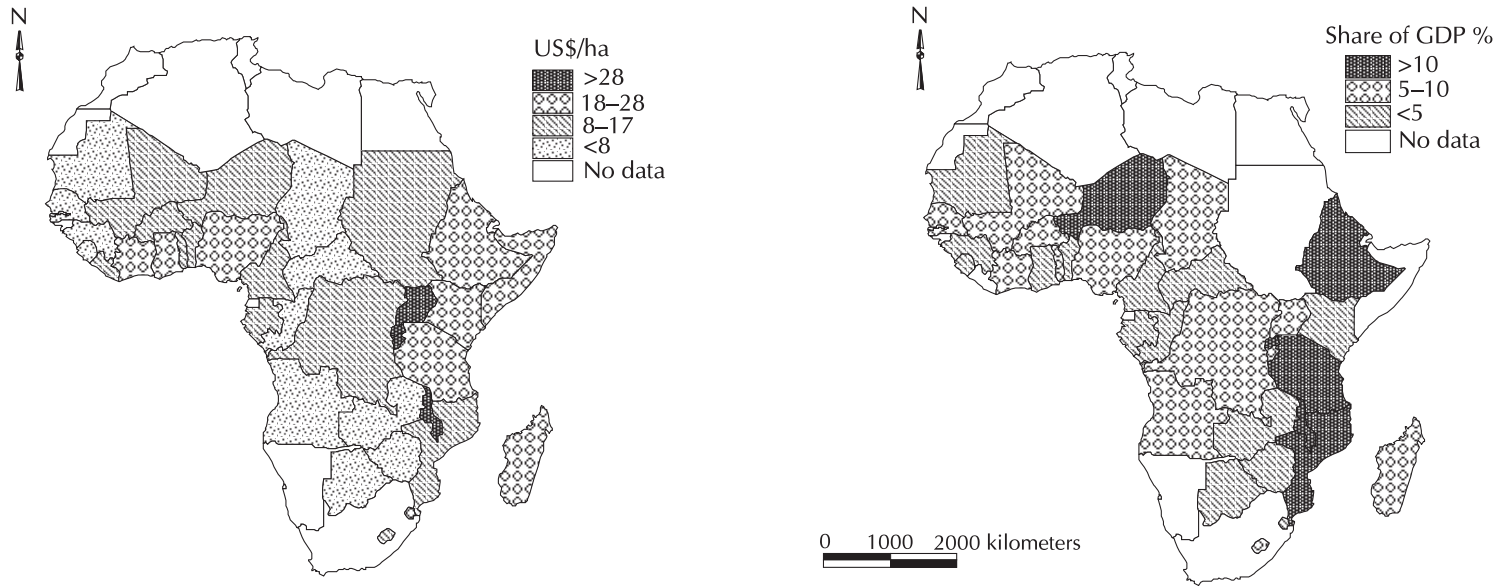 N
US$/ha
>28
18–28
8–17
<8
No data
N
Share of GDP %
>10
5–10
<5
No data
0 1000 2000 kilometers